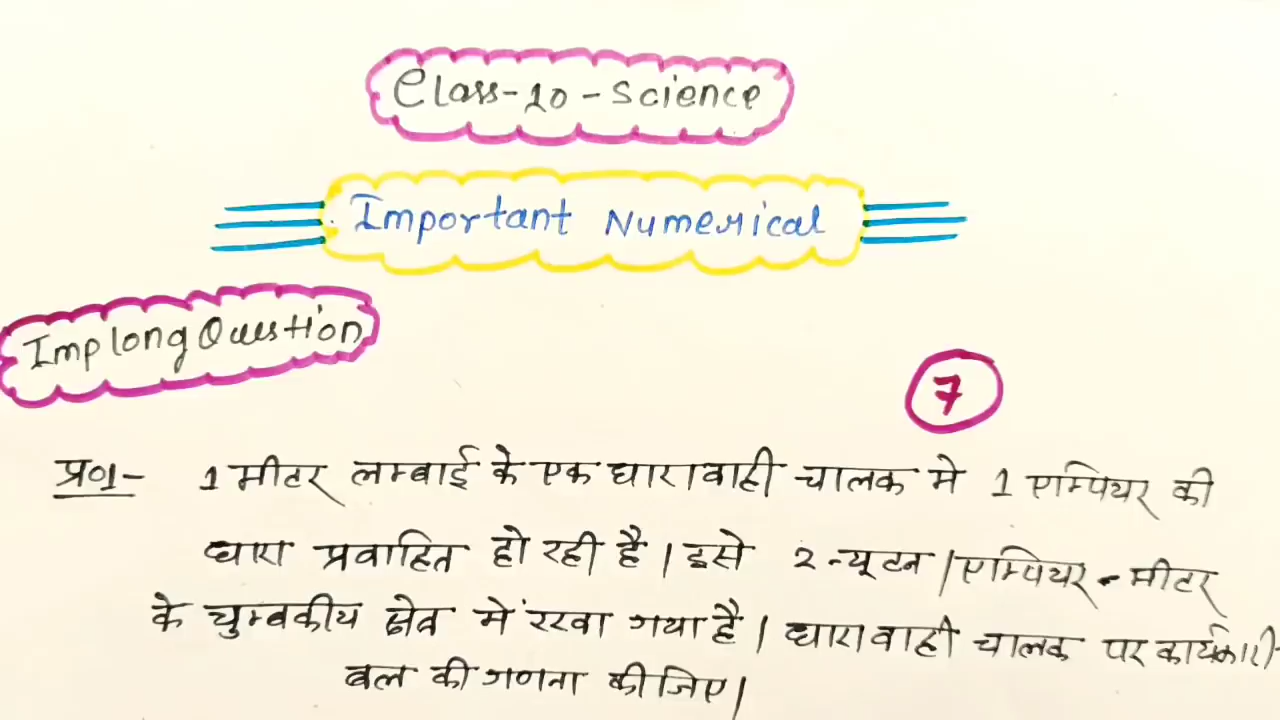 Class-10-Science
Important Numerical
Imp long Question
7
प्र०1- 1 मीटर लम्बाई के एक धारावाही चालक मे 1 एम्पियर की
धारा प्रवाहित हो रही है । इसे 2 न्यूटन / एम्पियर - मीटर
के चुम्बकीय क्षेत्र में रखा गया है । धारावाही चालक पर कार्यकारी-
बल की गणना कीजिए ।